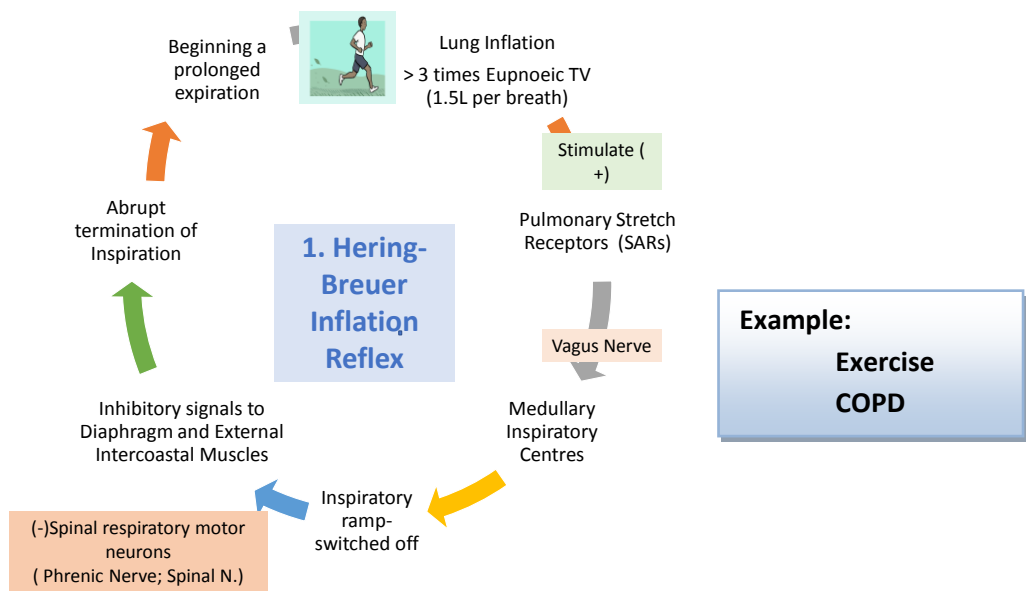 Lung Inflation
> 3 times Eupnoeic TV
(1.5L per breath)
Stimulate (
+)
Pulmonary Stretch
Receptors (SARs)
Vagus Nerve
Medullary
Inspiratory
Centres
Inspiratory
ramp-
switched off
(-)Spinal respiratory motor
neurons
( Phrenic Nerve; Spinal N.)
Inhibitory signals to
Diaphragm and External
Intercoastal Muscles
Abrupt
termination of
Inspiration
Beginning a
prolonged
expiration
1. Hering-
Breuer
Inflation
Reflex
Example:
Exercise
COPD